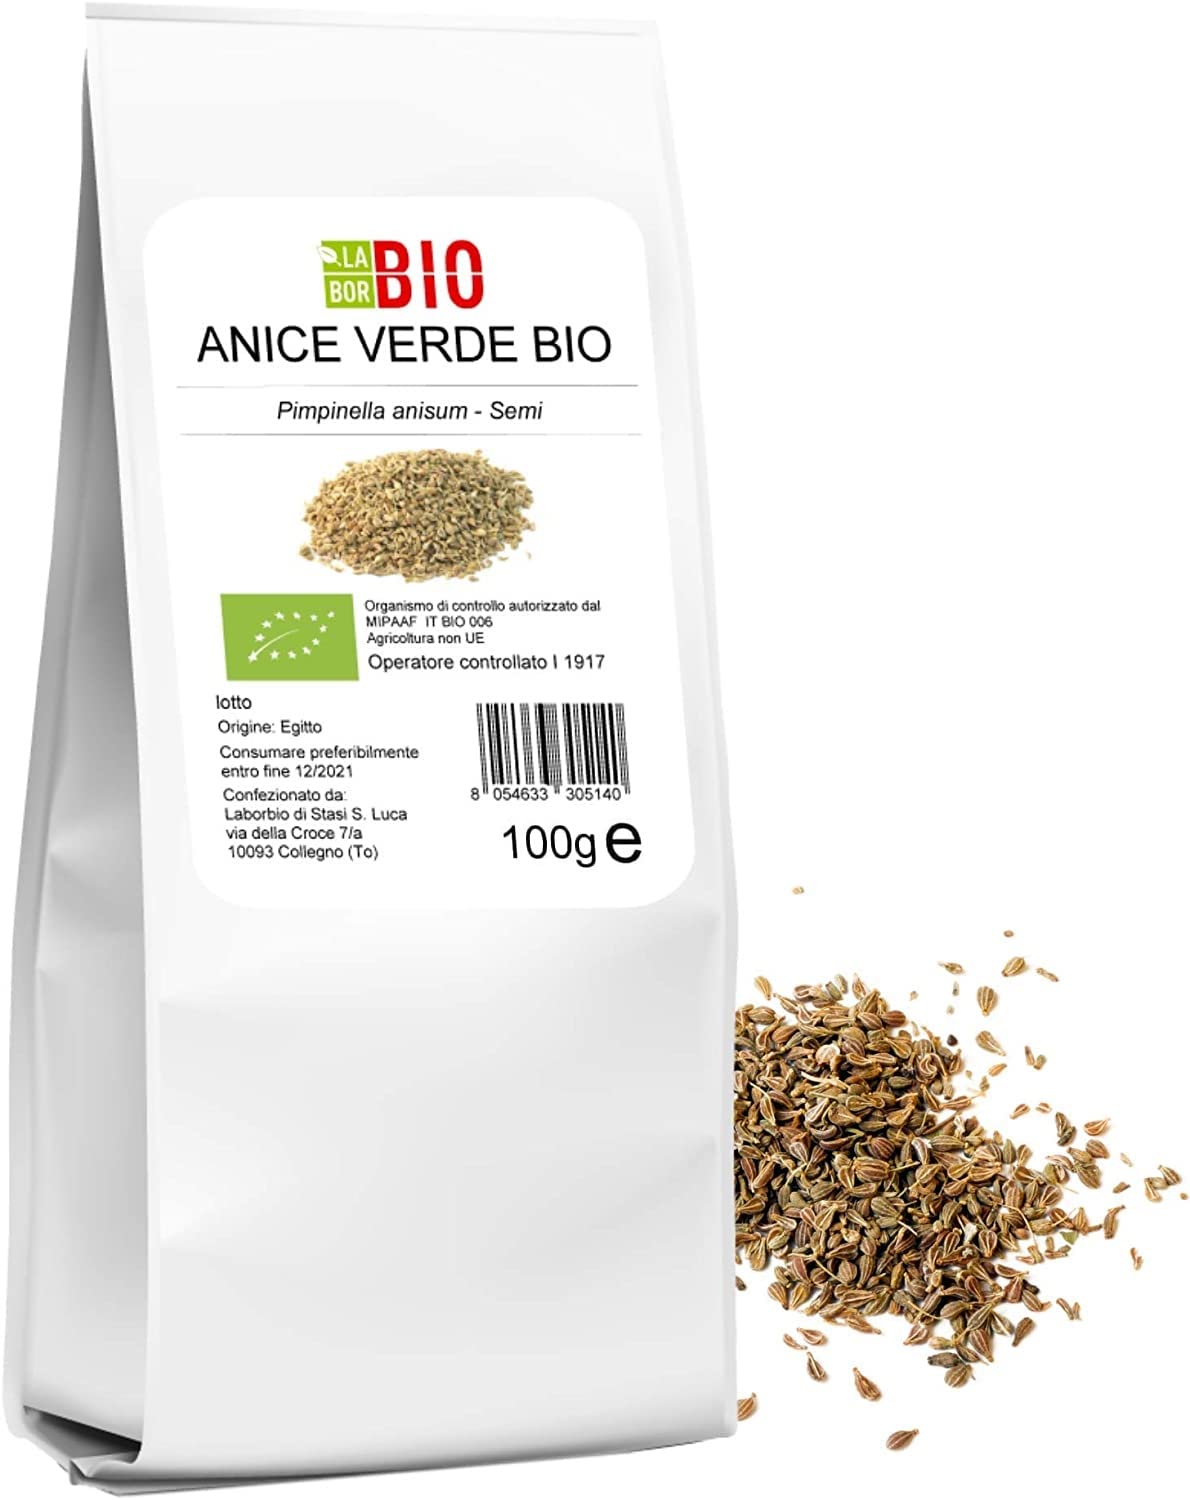 LA
BOR
BIO
ANICE VERDE BIO
Pimpinella anisum - Semi
Organismo di controllo autorizzato dal
MIPAAF IT BIO 006
Agricoltura non UE
Operatore controllato I 1917
lotto
Origine: Egitto
Consumare preferibilmente
entro fine 12/2021
Confezionato da:
Laborbio di Stasi S. Luca
via della Croce 7/a
10093 Collegno (To)
8 054633 305140
100g e